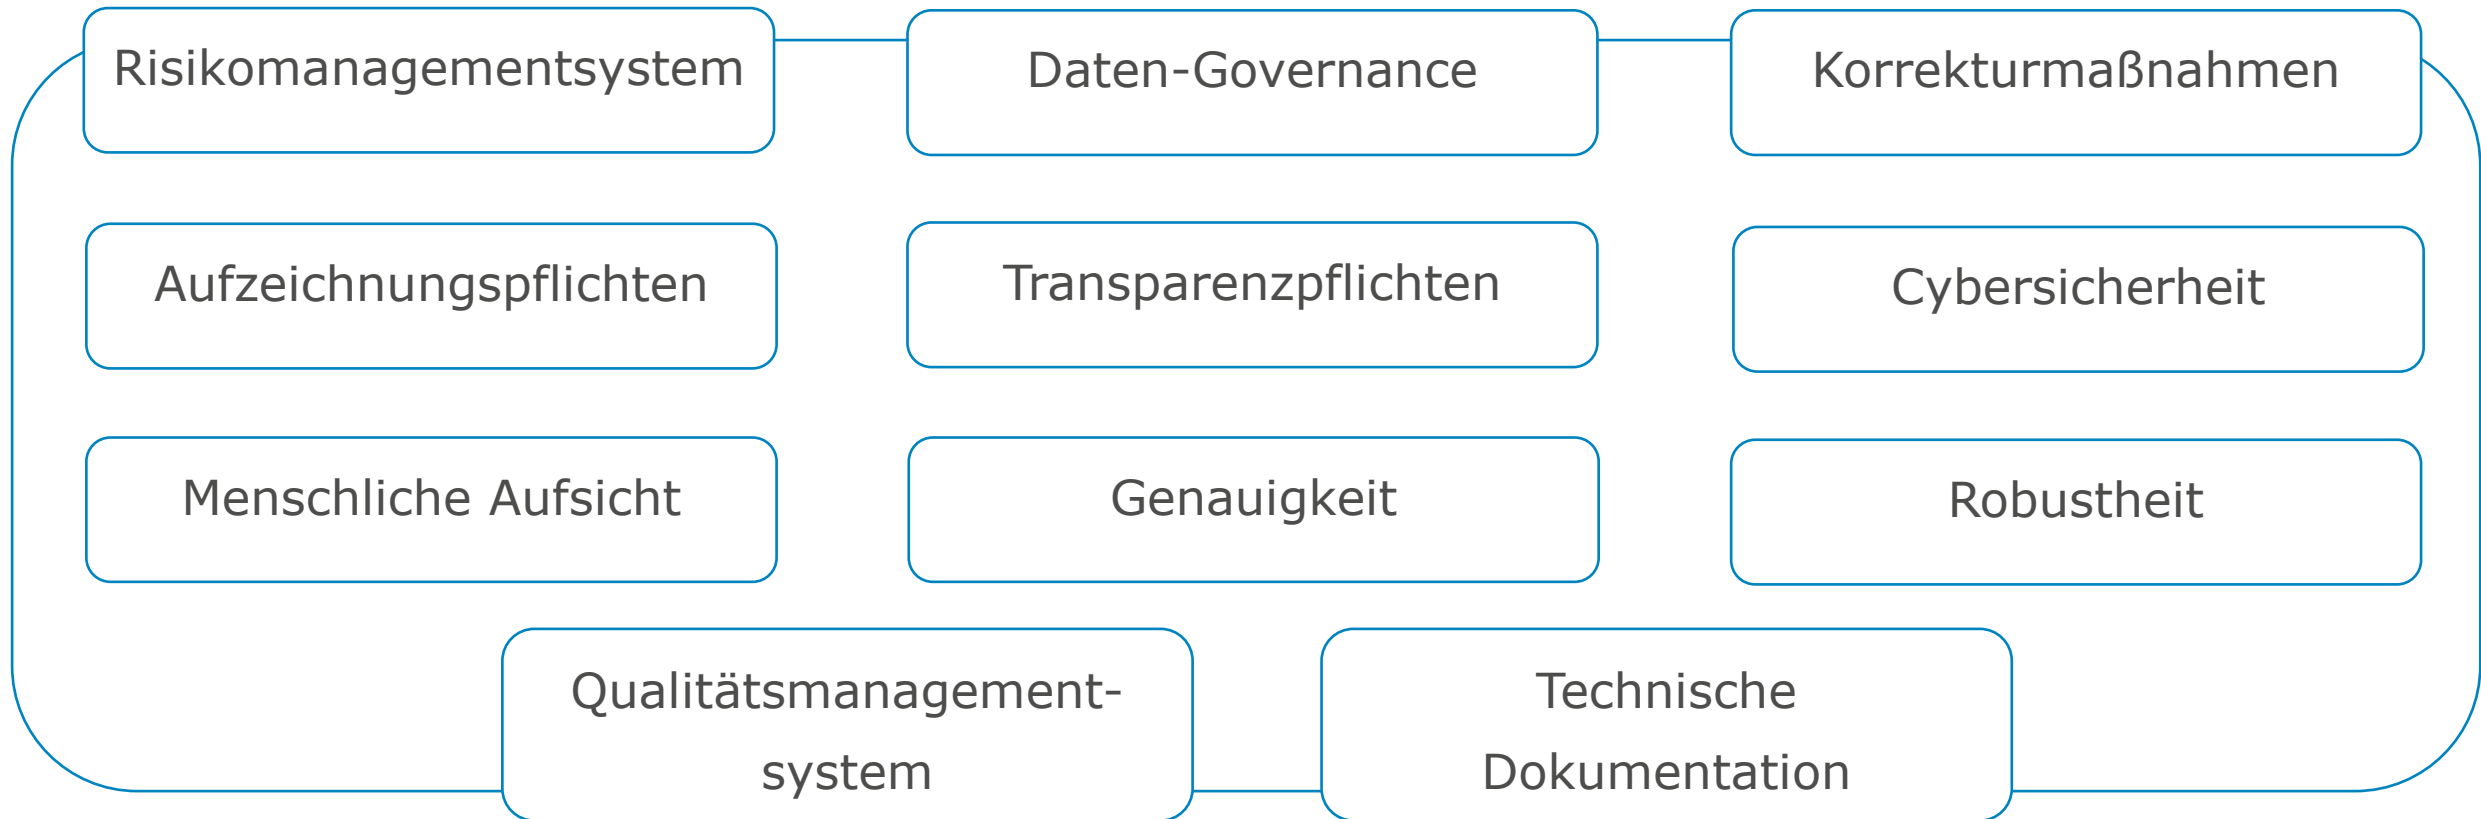 Risikomanagementsystem
Daten-Governance
Korrekturmaßnahmen
Aufzeichnungspflichten
Transparenzpflichten
Cybersicherheit
Menschliche Aufsicht
Genauigkeit
Robustheit
Qualitätsmanagement-
system
Technische
Dokumentation